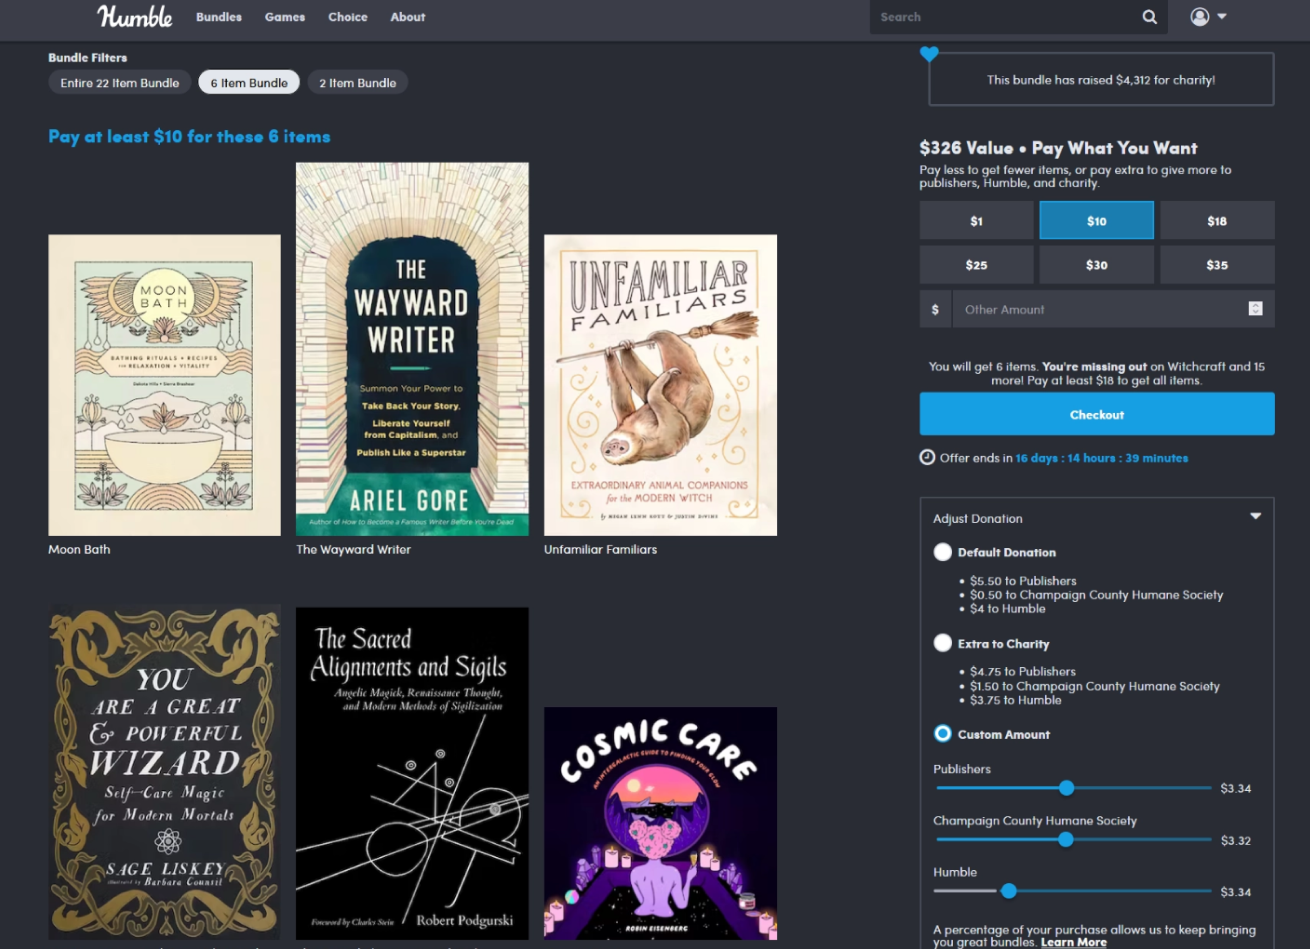 Humble
Bundles
Games
Choice
About
Search
Bundle Filters
Entire 22 Item Bundle
6 Item Bundle
2 Item Bundle
Pay at least $10 for these 6 items
MOON
BATH
BATHING RITUALS + RECIPES
FOR RELAXATION + VITALITY
Moon Bath
THE
WAYWARD
WRITER
Summon Your Power to
Take Back Your Story,
Liberate Yourself
from Capitalism, and
Publish Like a Superstar
ARIEL GORE
Author of How to Become a Famous Writer Before You're Dead
The Wayward Writer
UNFAMILIAR
FAMILIARS
EXTRAORDINARY ANIMAL COMPANIONS
for the MODERN WITCH
Unfamiliar Familiars
YOU
ARE A GREAT
& POWERFUL
WIZARD
Self-Care Magic
for Modern Mortals
SAGE LISKEY
illustrated by Barbara Counsil
The Sacred
Alignments and Sigils
Angelic Magick, Renaissance Thought,
and Modern Methods of Sigilization
Foreword by Charles Stein
Robert Podgurski
COSMIC CARE
AN INTERGALACTIC GUIDE TO FINDING YOUR GLOW
ROBIN EISENBERG
This bundle has raised $4,312 for charity!
$326 Value • Pay What You Want
Pay less to get fewer items, or pay extra to give more to
publishers, Humble, and charity.
$1
$10
$18
$25
$30
$35
$
Other Amount
You will get 6 items. You're missing out on Witchcraft and 15
more! Pay at least $18 to get all items.
Checkout
Offer ends in 16 days : 14 hours : 39 minutes
Adjust Donation
Default Donation
• $5.50 to Publishers
• $0.50 to Champaign County Humane Society
• $4 to Humble
Extra to Charity
• $4.75 to Publishers
• $1.50 to Champaign County Humane Society
• $3.75 to Humble
Custom Amount
Publishers
$3.34
Champaign County Humane Society
$3.32
Humble
$3.34
A percentage of your purchase allows us to keep bringing
you great bundles. Learn More